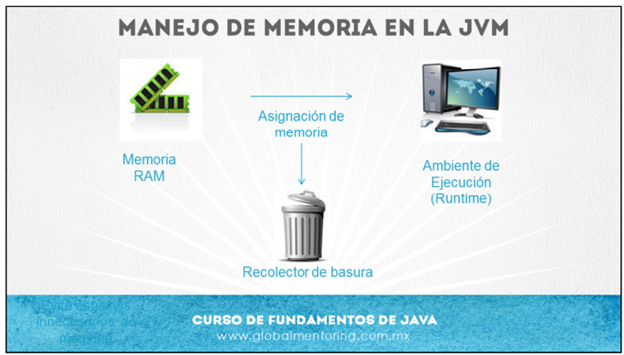 MANEJO DE MEMORIA EN LA JVM
Asignación de
memoria
Memoria
RAM
Ambiente de
Ejecución
(Runtime)
Recolector de basura
CURSO DE FUNDAMENTOS DE JAVA
www.globalmentoring.com.mx